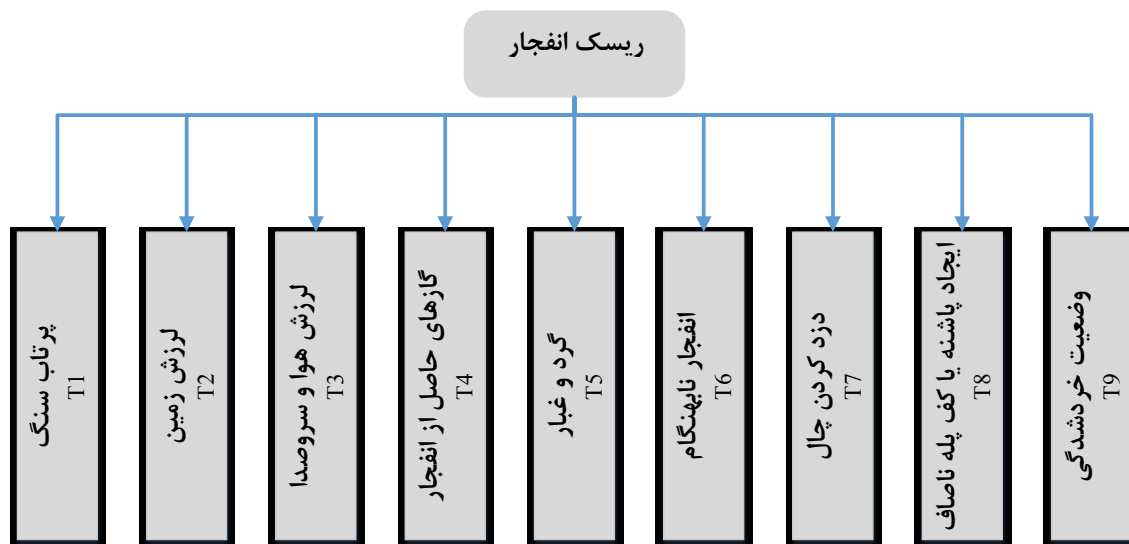 ریسک انفجار
پرتاب سنگ
T1
لرزش زمین
T2
لرزش هوا و سروصدا
T3
گازهای حاصل از انفجار
T4
گرد و غبار
T5
انفجار نابهنگام
T6
دزد کردن چال
T7
ایجاد پاشنه یا کف پله ناصاف
T8
وضعیت خردشدگی
T9